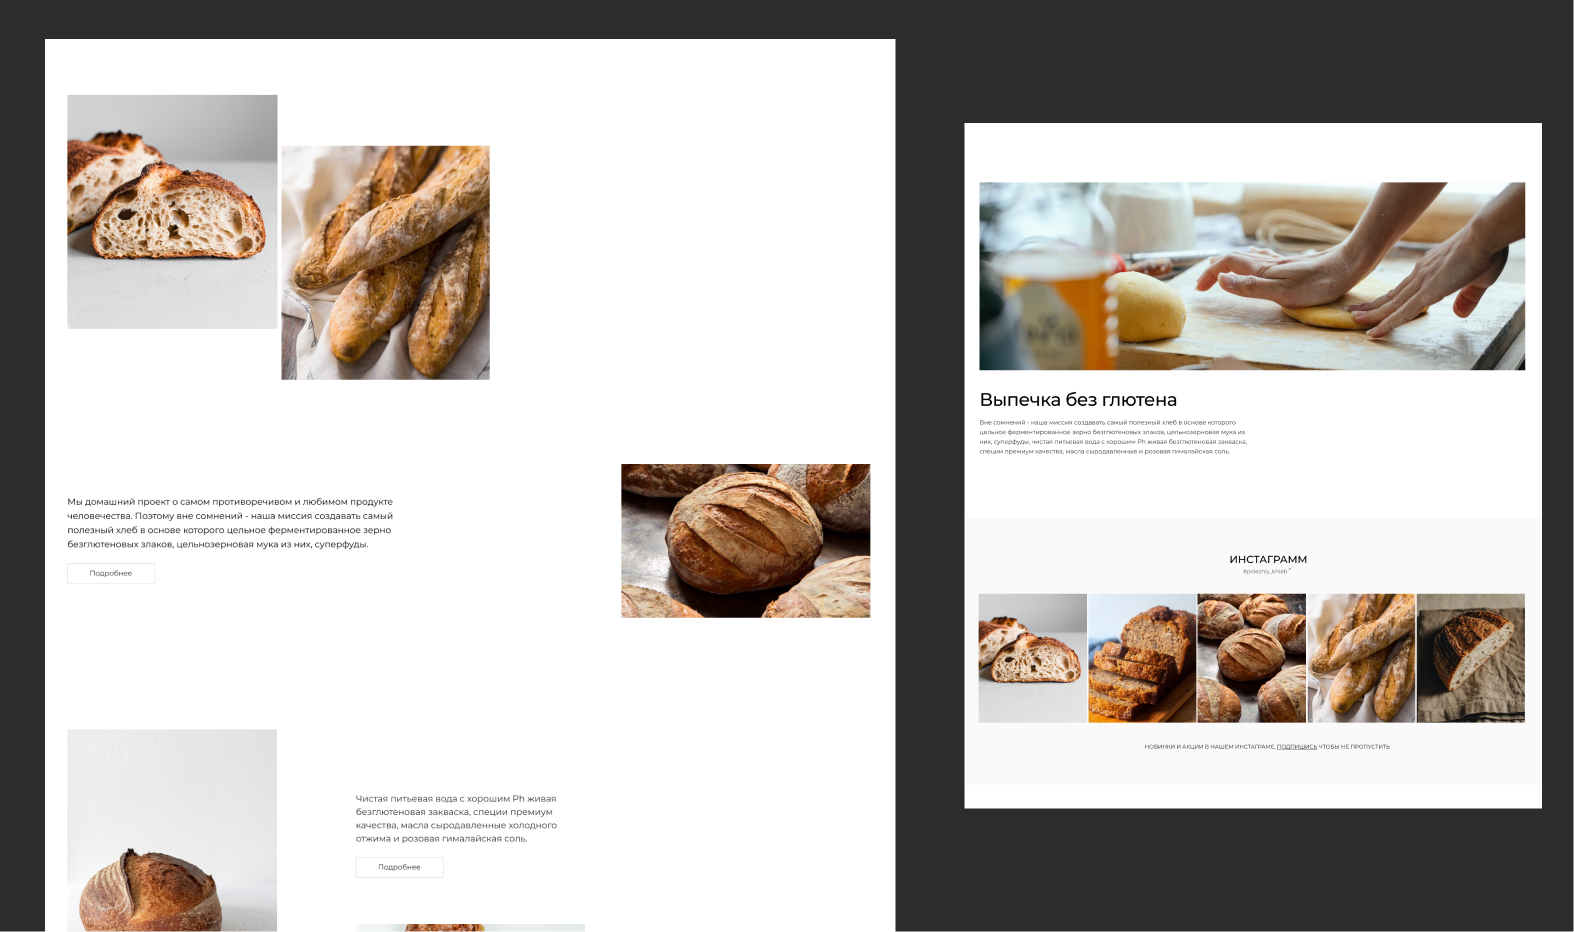 Мы домашний проект о самом противоречивом и любимом продукте
человечества. Поэтому вне сомнений - наша миссия создавать самый
полезный хлеб в основе которого цельное ферментированное зерно
безглютеновых злаков, цельнозерновая мука из них, суперфуды.
Подробнее
Чистая питьевая вода с хорошим Ph живая
безглютеновая закваска, специи премиум
качества, масла сыродавленные холодного
отжима и розовая гималайская соль.
Подробнее
Выпечка без глютена
Вне сомнений - наша миссия создавать самый полезный хлеб в основе которого
цельное ферментированное зерно безглютеновых злаков, цельнозерновая мука из
них, суперфуды, чистая питьевая вода с хорошим Ph живая безглютеновая закваска,
специи премиум качества, масла сыродавленные и розовая гималайская соль.
ИНСТАГРАММ
#polezniy_khleb
НОВИНКИ И АКЦИИ В НАШЕМ ИНСТАГРАМЕ, ПОДПИШИСЬ ЧТОБЫ НЕ ПРОПУСТИТЬ